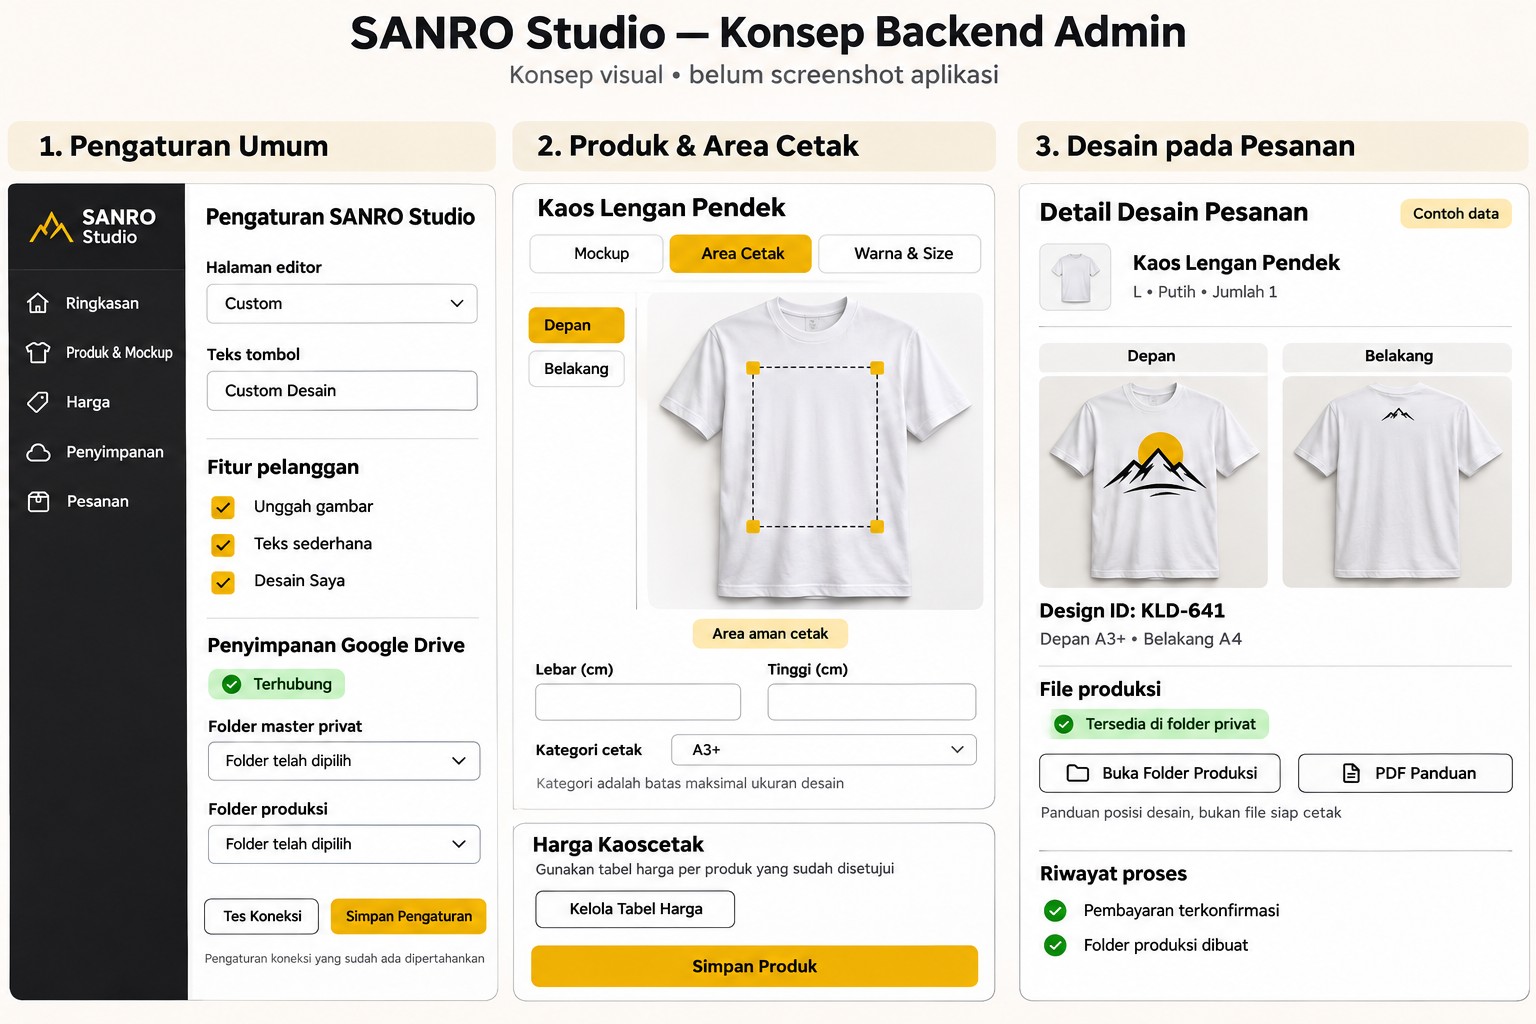 SANRO Studio — Konsep Backend Admin
Konsep visual • belum screenshot aplikasi
1. Pengaturan Umum
SANRO
Studio
Ringkasan
Produk & Mockup
Harga
Penyimpanan
Pesanan
Pengaturan SANRO Studio
Halaman editor
Custom
Teks tombol
Custom Desain
Fitur pelanggan
Unggah gambar
Teks sederhana
Desain Saya
Penyimpanan Google Drive
Terhubung
Folder master privat
Folder telah dipilih
Folder produksi
Folder telah dipilih
Tes Koneksi
Simpan Pengaturan
Pengaturan koneksi yang sudah ada dipertahankan
2. Produk & Area Cetak
Kaos Lengan Pendek
Mockup
Area Cetak
Warna & Size
Depan
Belakang
Area aman cetak
Lebar (cm)
Tinggi (cm)
Kategori cetak
A3+
Kategori adalah batas maksimal ukuran desain
Harga Kaoscetak
Gunakan tabel harga per produk yang sudah disetujui
Kelola Tabel Harga
Simpan Produk
3. Desain pada Pesanan
Detail Desain Pesanan
Contoh data
Kaos Lengan Pendek
L • Putih • Jumlah 1
Depan
Belakang
Design ID: KLD-641
Depan A3+ • Belakang A4
File produksi
Tersedia di folder privat
Buka Folder Produksi
PDF Panduan
Panduan posisi desain, bukan file siap cetak
Riwayat proses
Pembayaran terkonfirmasi
Folder produksi dibuat